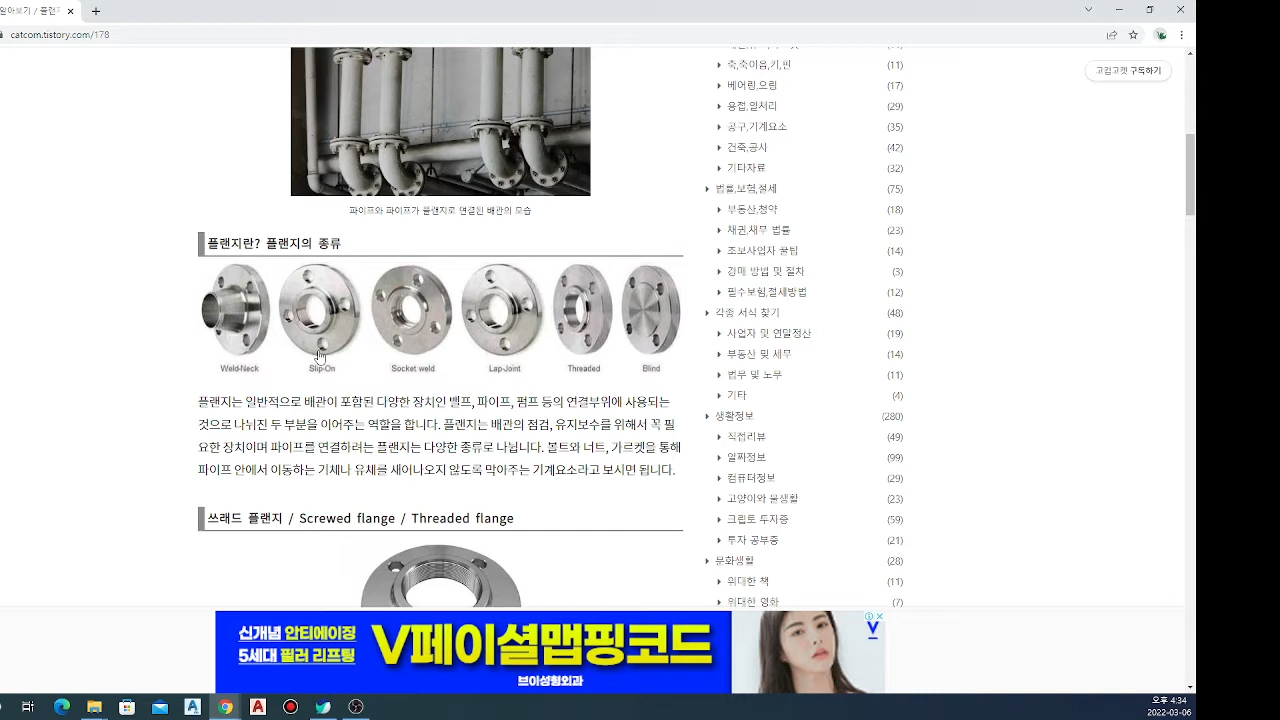 알아보기 / 플랜지
catcom.tistory.com/178
고컴고켓 구독하기
파이프와 파이프가 플랜지로 연결된 배관의 모습
플랜지란? 플랜지의 종류
Weld-Neck
Slip-On
Socket weld
Lap-Joint
Threaded
Blind
플랜지는 일반적으로 배관이 포함된 다양한 장치인 벨프, 파이프, 펌프 등의 연결부위에 사용되는
것으로 나눠진 두 부분을 이어주는 역할을 합니다. 플랜지는 배관의 점검, 유지보수를 위해서 꼭 필
요한 장치이며 파이프를 연결하려는 플랜지는 다양한 종류로 나뉩니다. 볼트와 너트, 가르켓을 통해
파이프 안에서 이동하는 기체나 유체를 새어나오지 않도록 막아주는 기계요소라고 보시면 됩니다.
쓰래드 플랜지 / Screwed flange / Threaded flange
축,축이음,키,핀 (11)
베어링,오링 (17)
용접,열처리 (29)
공구,기계요소 (35)
건축,공사 (42)
기타자료 (32)
법률,보험,절세 (75)
부동산,청약 (18)
채권,채무 법률 (23)
초보사업자 꿀팁 (14)
경매 방법 및 절차 (3)
필수보험,절세방법 (12)
각종 서식 찾기 (48)
사업자 및 연말정산 (19)
부동산 및 세무 (14)
법무 및 노무 (11)
기타 (4)
생활정보 (280)
직접리뷰 (49)
알짜정보 (99)
컴퓨터정보 (29)
고양이와 물생활 (23)
크립토 투자중 (59)
투자 공부중 (21)
문화생활 (28)
위대한 책 (11)
위대한 영화 (7)
신개념 안티에이징
5세대 필러 리프팅
V페이셜맵핑코드
브이성형외과
V
오후 4:34
2022-03-06